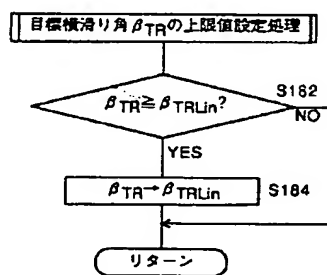 目標横滑り角βTRの上限値設定処理
βTR≧βTRLin?
S182
NO
YES
βTR→βTRLin
S184
リターン